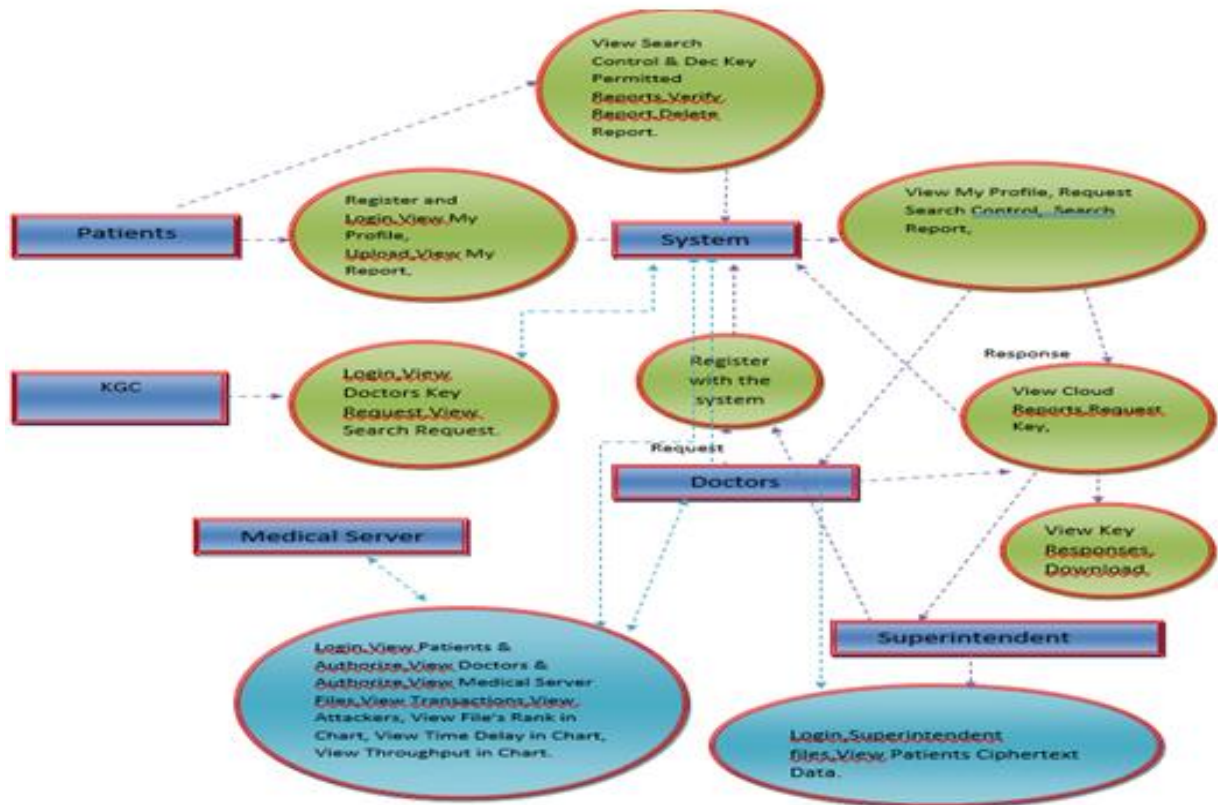 View Search
Control & Dec Key
Permitted
Reports,Verify
Report,Delete
Report.
Patients
Register and
Login,View My
Profile,
Upload,View My
Report,
System
View My Profile, Request
Search Control, Search
Report,
KGC
Login,View
Doctors Key
Request,View
Search Request.
Register
with the
system
Response
View Cloud
Reports,Request
Key,
Request
Doctors
Medical Server
View Key
Responses,
Download,
Superintendent
Login,View Patients &
Authorize,View Doctors &
Authorize,View Medical Server
Files,View Transactions,View
Attackers, View File's Rank in
Chart, View Time Delay in Chart,
View Throughput in Chart.
Login,Superintendent
files,View Patients Ciphertext
Data.